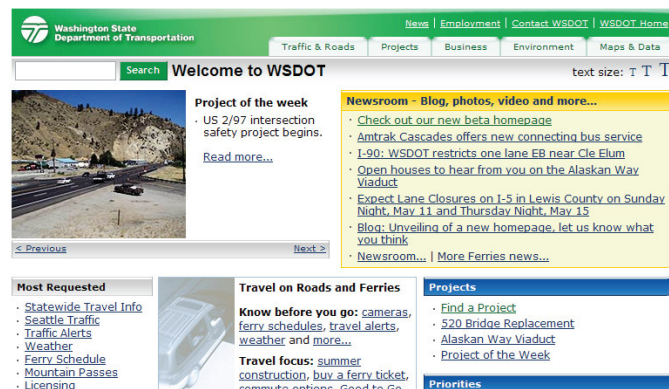 Washington State
Department of Transportation
News | Employment | Contact WSDOT | WSDOT Home
Traffic & Roads
Projects
Business
Environment
Maps & Data
Search
Welcome to WSDOT
text size: T T T
Project of the week
· US 2/97 intersection
safety project begins.
Read more...
< Previous
Next >
Newsroom - Blog, photos, video and more...
· Check out our new beta homepage
· Amtrak Cascades offers new connecting bus service
· I-90: WSDOT restricts one lane EB near Cle Elum
· Open houses to hear from you on the Alaskan Way
Viaduct
· Expect Lane Closures on I-5 in Lewis County on Sunday
Night, May 11 and Thursday Night, May 15
· Blog: Unveiling of a new homepage, let us know what
you think
· Newsroom... | More Ferries news...
Most Requested
· Statewide Travel Info
· Seattle Traffic
· Traffic Alerts
· Weather
· Ferry Schedule
· Mountain Passes
· Licensing
Travel on Roads and Ferries
Know before you go: cameras,
ferry schedules, travel alerts,
weather and more...
Travel focus: summer
construction, buy a ferry ticket,
commute options, Good to Go
Projects
· Find a Project
· 520 Bridge Replacement
· Alaskan Way Viaduct
· Project of the Week
Priorities